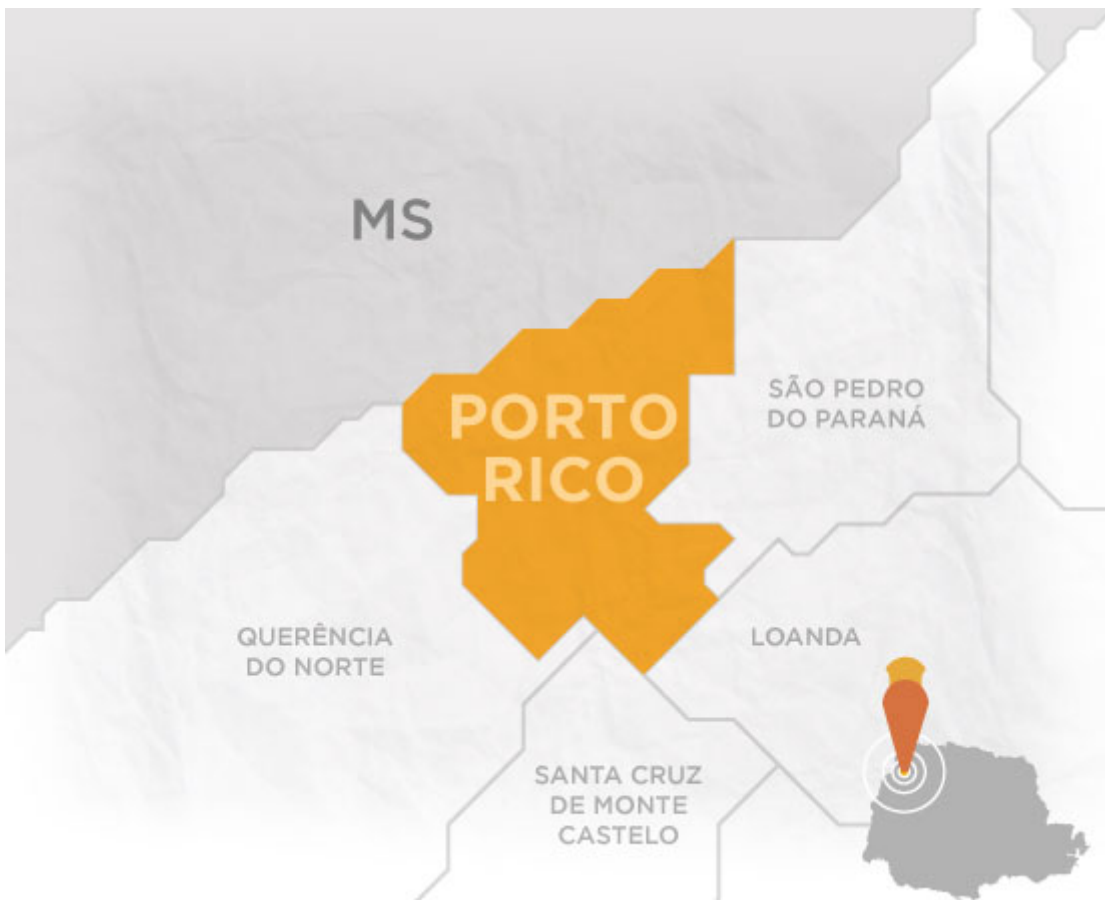 MS
PORTO
RICO
SÃO PEDRO
DO PARANÁ
QUERÊNCIA
DO NORTE
LOANDA
SANTA CRUZ
DE MONTE
CASTELO